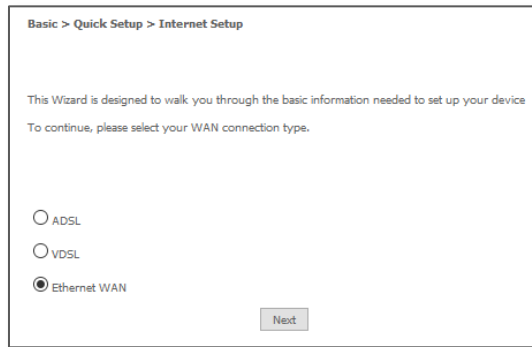 Basic > Quick Setup > Internet Setup
This Wizard is designed to walk you through the basic information needed to set up your device
To continue, please select your WAN connection type.
ADSL
VDSL
Ethernet WAN
Next